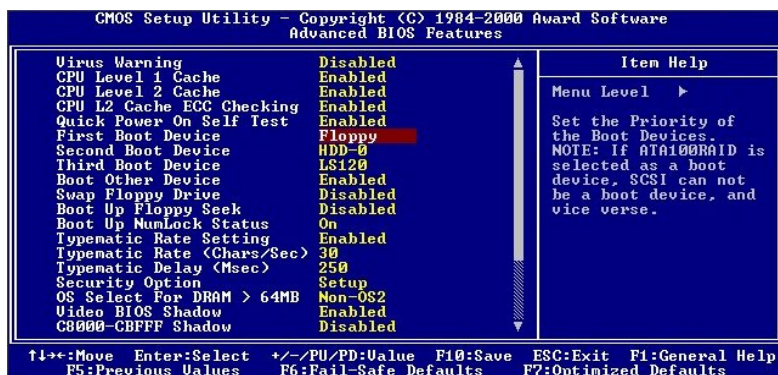 CMOS Setup Utility - Copyright (C) 1984-2000 Award Software
Advanced BIOS Features
Virus Warning Disabled
CPU Level 1 Cache Enabled
CPU Level 2 Cache Enabled
CPU L2 Cache ECC Checking Enabled
Quick Power On Self Test Enabled
First Boot Device Floppy
Second Boot Device HDD-0
Third Boot Device LS120
Boot Other Device Enabled
Swap Floppy Drive Disabled
Boot Up Floppy Seek Disabled
Boot Up NumLock Status On
Typematic Rate Setting Enabled
Typematic Rate (Chars/Sec) 30
Typematic Delay (Msec) 250
Security Option Setup
OS Select For DRAM > 64MB Non-OS2
Video BIOS Shadow Enabled
C8000-CBFFF Shadow Disabled
Item Help
Menu Level ▶
Set the Priority of
the Boot Devices.
NOTE: If ATA100RAID is
selected as a boot
device, SCSI can not
be a boot device, and
vice verse.
↑↓→←:Move Enter:Select +/-/PU/PD:Value F10:Save ESC:Exit F1:General Help
F5:Previous Values F6:Fail-Safe Defaults F7:Optimized Defaults